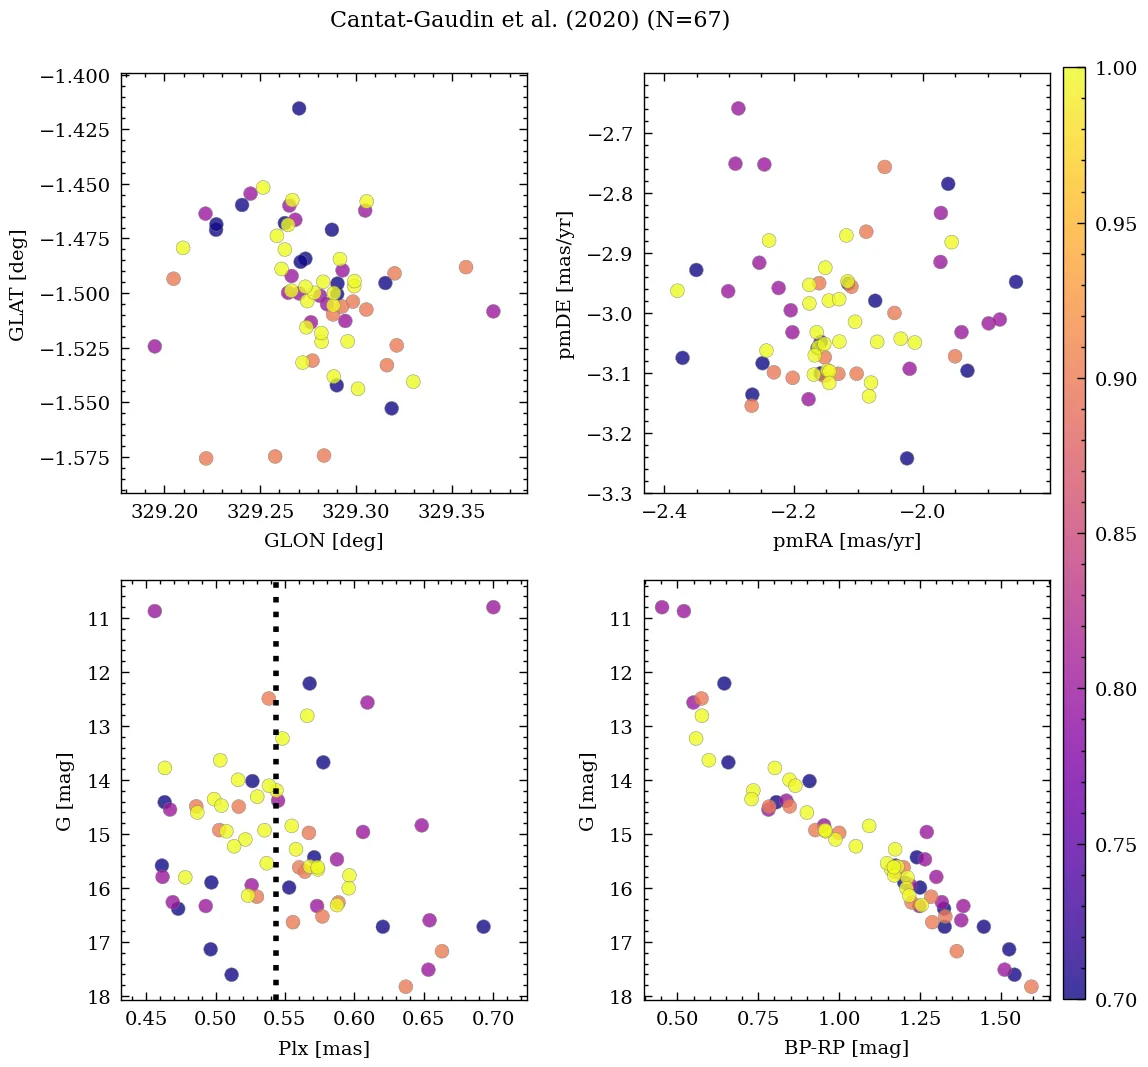 Cantat-Gaudin et al. (2020) (N=67)
−1.400
−1.425
−1.450
−1.475
−1.500
−1.525
−1.550
−1.575
GLAT [deg]
329.20 329.25 329.30 329.35
GLON [deg]
−2.7
−2.8
−2.9
−3.0
−3.1
−3.2
−3.3
pmDE [mas/yr]
−2.4 −2.2 −2.0
pmRA [mas/yr]
11
12
13
14
15
16
17
18
G [mag]
0.45 0.50 0.55 0.60 0.65 0.70
Plx [mas]
11
12
13
14
15
16
17
18
G [mag]
0.50 0.75 1.00 1.25 1.50
BP-RP [mag]
1.00
0.95
0.90
0.85
0.80
0.75
0.70